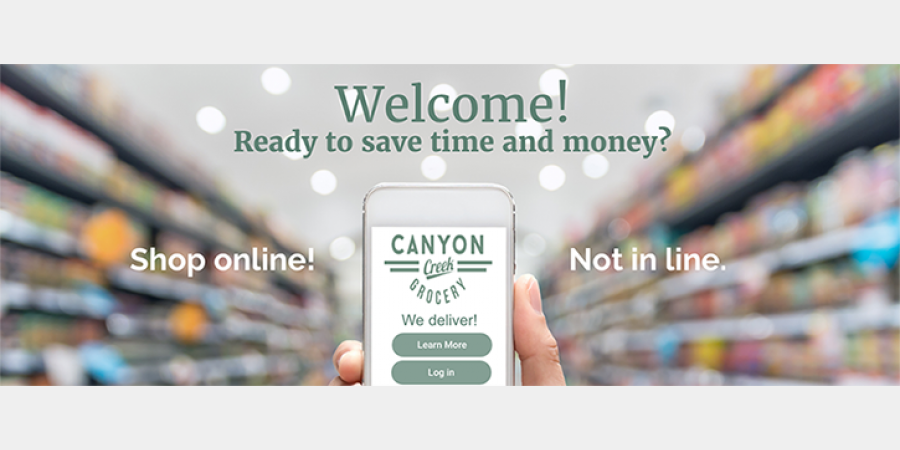 Welcome!
Ready to save time and money?
Shop online!
Not in line.
CANYON
Creek
GROCERY
We deliver!
Learn More
Log in